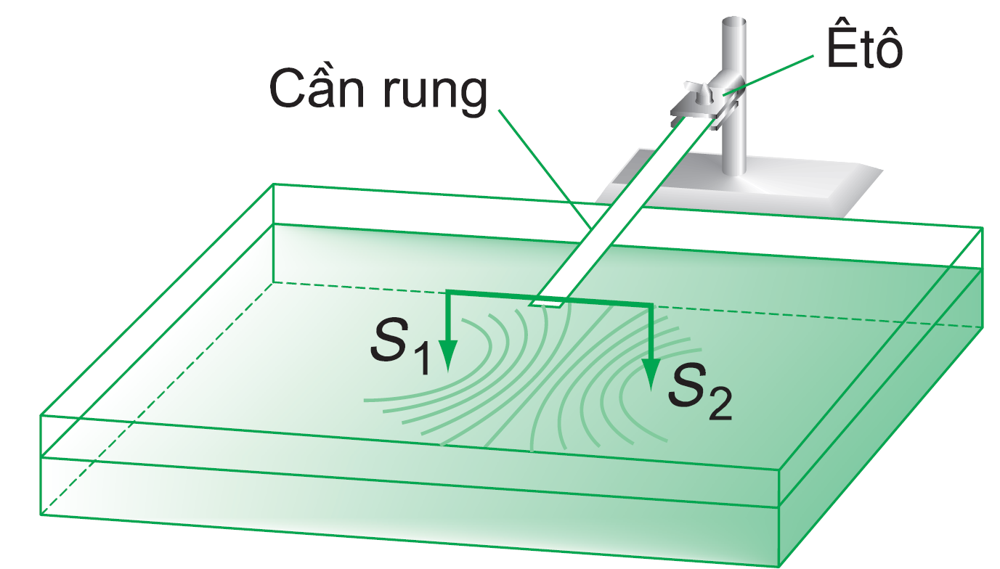 Êtô
Cần rung
S1
S2